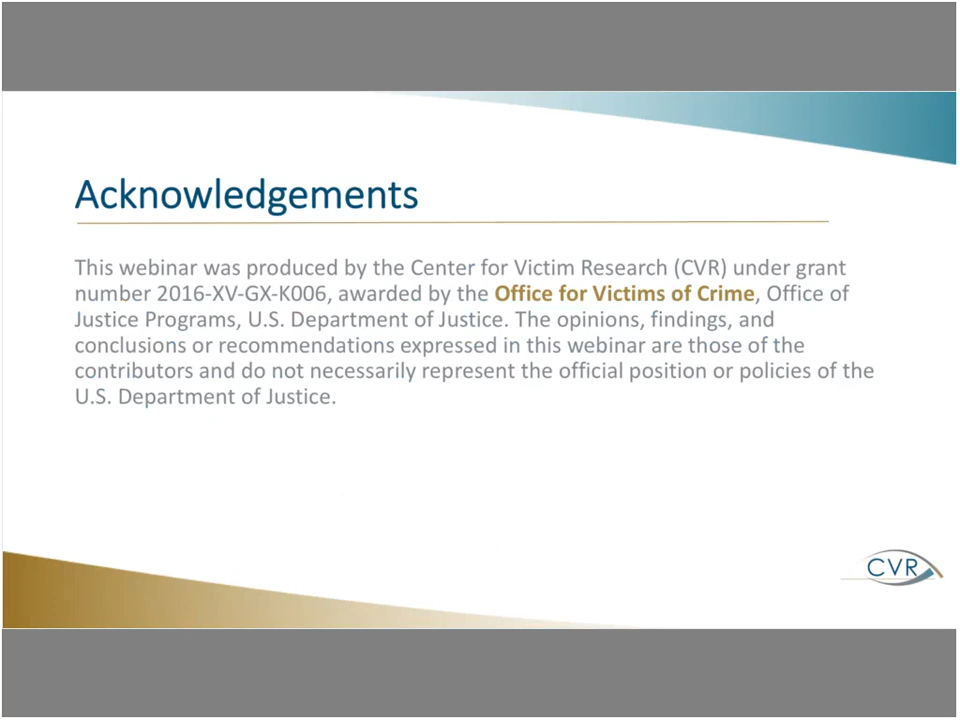 Acknowledgements
This webinar was produced by the Center for Victim Research (CVR) under grant
number 2016-XV-GX-K006, awarded by the Office for Victims of Crime, Office of
Justice Programs, U.S. Department of Justice. The opinions, findings, and
conclusions or recommendations expressed in this webinar are those of the
contributors and do not necessarily represent the official position or policies of the
U.S. Department of Justice.
CVR